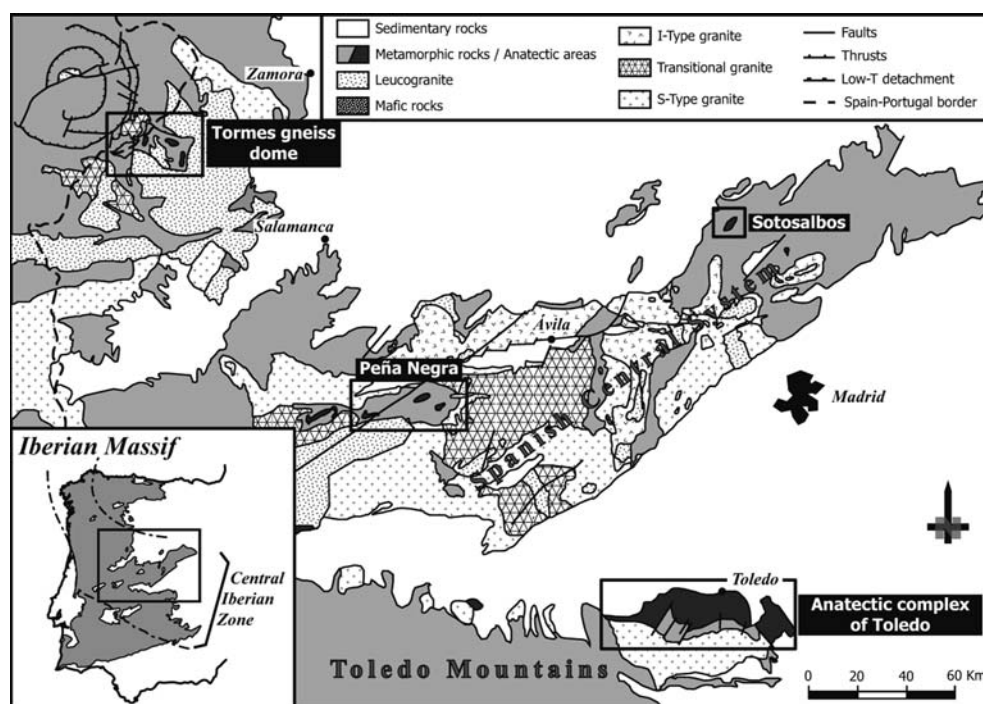 Sedimentary rocks
Metamorphic rocks / Anatectic areas
Leucogranite
Mafic rocks
I-Type granite
Transitional granite
S-Type granite
Faults
Thrusts
Low-T detachment
Spain-Portugal border
Zamora
Tormes gneiss
dome
Salamanca
Sotosalbos
Ávila
Peña Negra
Spanish Central System
Madrid
Iberian Massif
Central
Iberian
Zone
Toledo
Anatectic complex
of Toledo
Toledo Mountains
0 20 40 60 Km